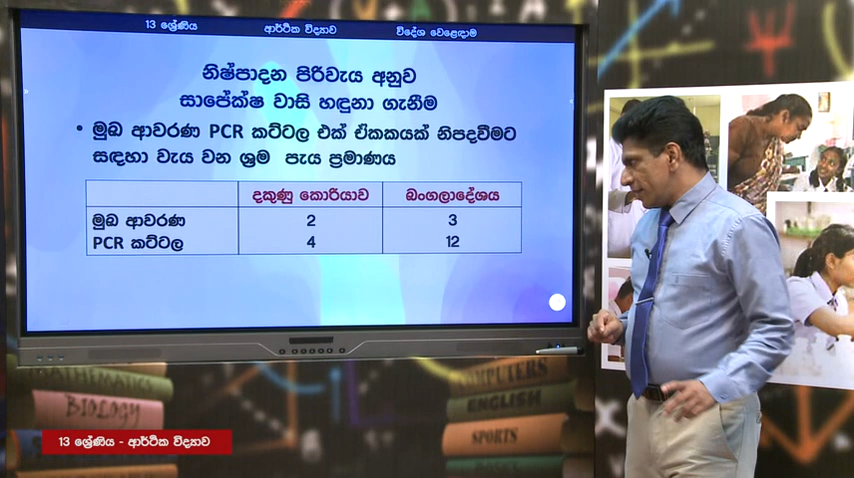 13 ශ්‍රේණිය ආර්ථික විද්‍යාව විදේශ වෙළෙඳාම
නිෂ්පාදන පිරිවැය අනුව
සාපේක්ෂ වාසි හඳුනා ගැනීම
• මුඛ ආවරණ PCR කට්ටල එක් ඒකකයක් නිපදවීමට
සඳහා වැය වන ශ්‍රම පැය ප්‍රමාණය
දකුණු කොරියාව බංගලාදේශය
මුඛ ආවරණ 2 3
PCR කට්ටල 4 12
MATHEMATICS
BIOLOGY
COMPUTERS
ENGLISH
SPORTS
13 ශ්‍රේණිය - ආර්ථික විද්‍යාව